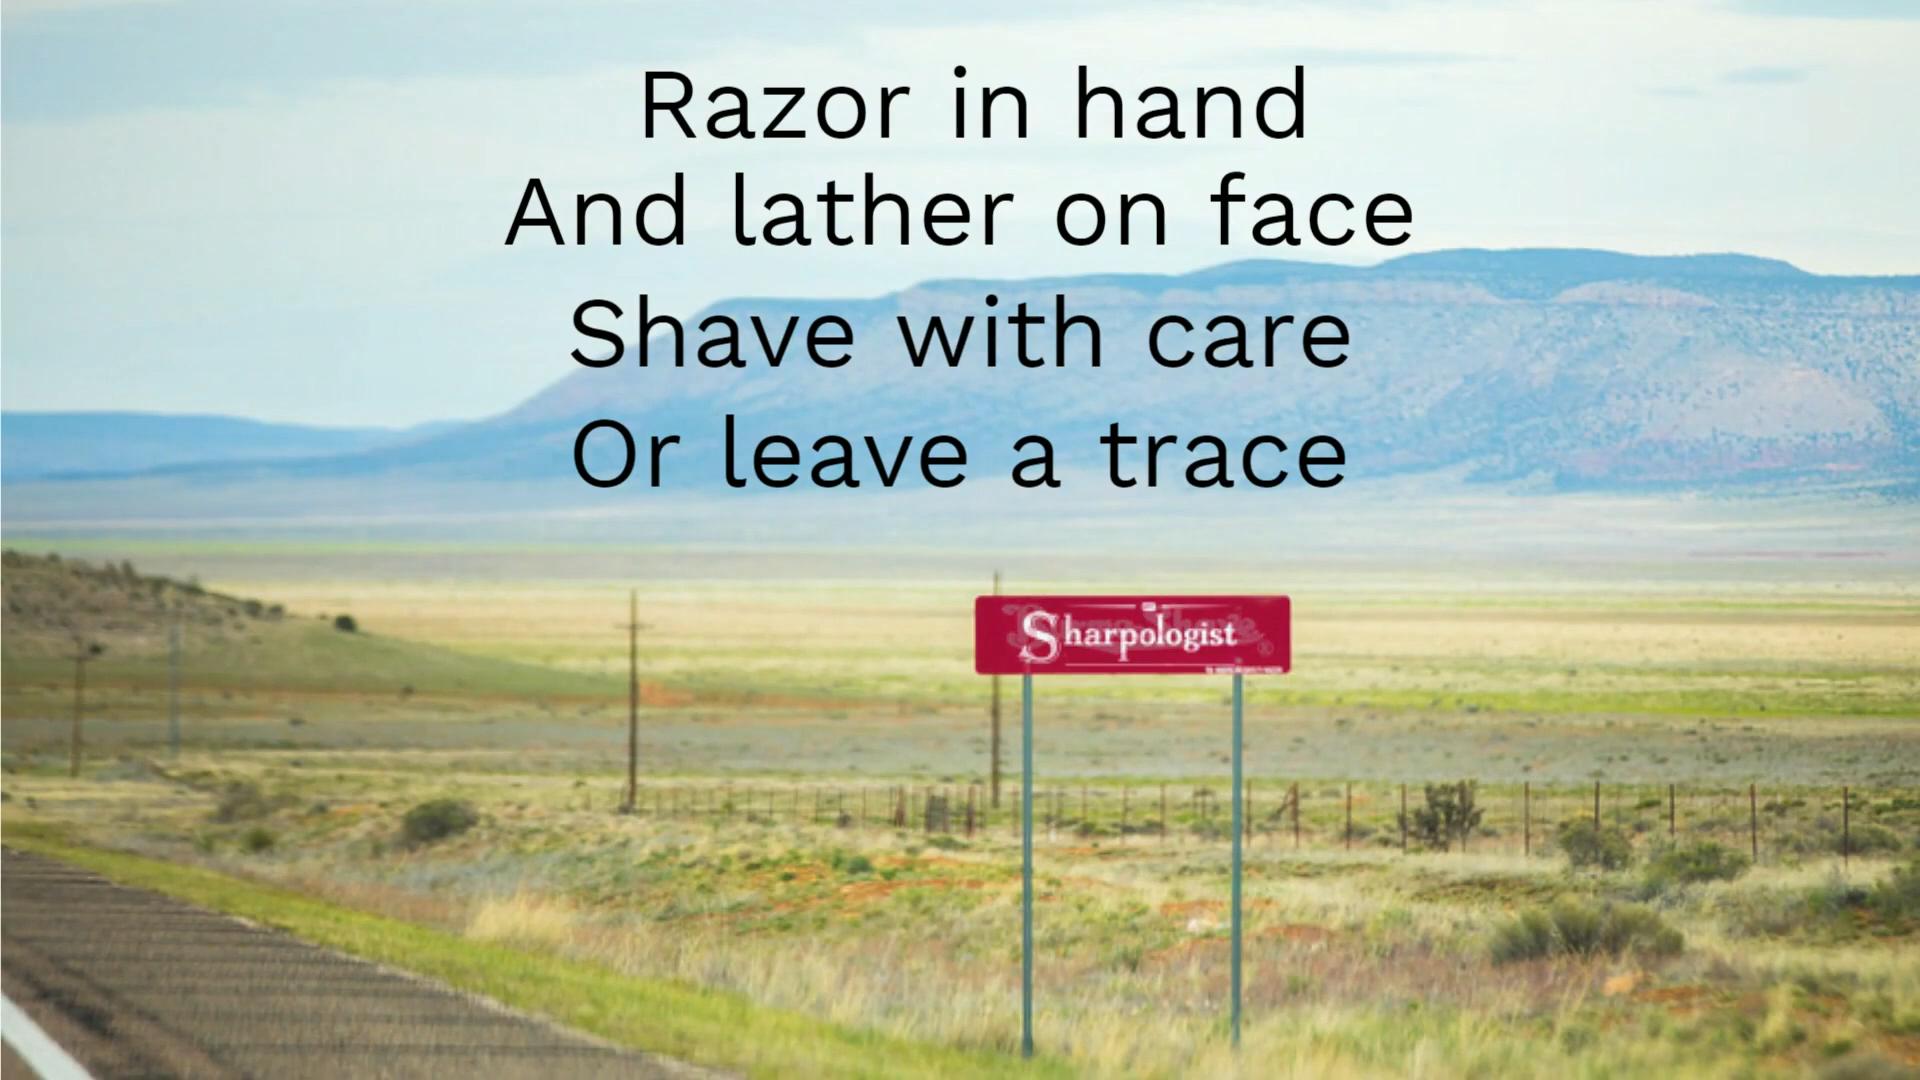 Razor in hand
And lather on face
Shave with care
Or leave a trace
Sharpologist
®